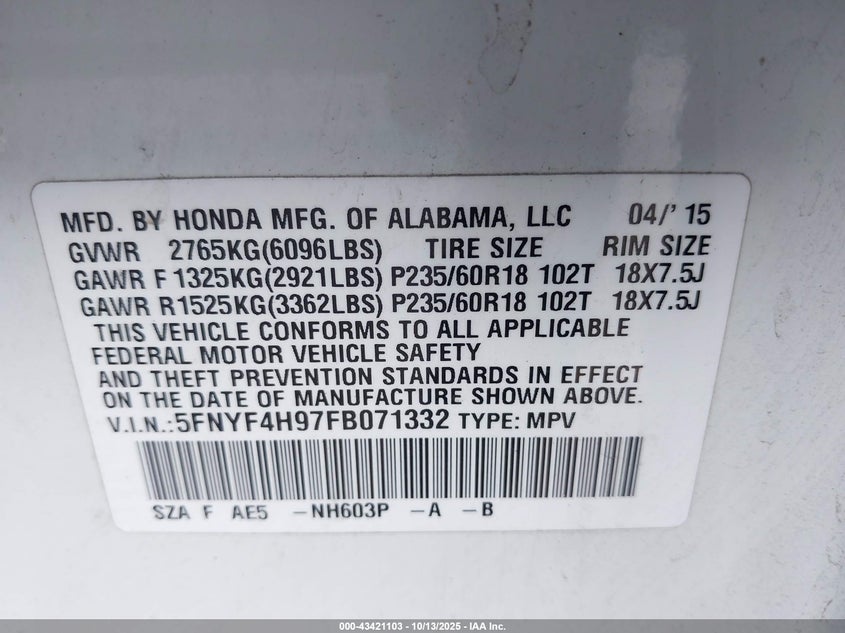 MFD. BY HONDA MFG. OF ALABAMA, LLC 04/' 15
GVWR 2765KG(6096LBS) TIRE SIZE RIM SIZE
GAWR F 1325KG(2921LBS) P235/60R18 102T 18X7.5J
GAWR R1525KG(3362LBS) P235/60R18 102T 18X7.5J
THIS VEHICLE CONFORMS TO ALL APPLICABLE
FEDERAL MOTOR VEHICLE SAFETY
AND THEFT PREVENTION STANDARDS IN EFFECT
ON THE DATE OF MANUFACTURE SHOWN ABOVE.
V.I.N.:5FNYF4H97FB071332 TYPE: MPV
SZA F AE5 -NH603P -A -B
000-43421103 - 10/13/2025 - IAA Inc.